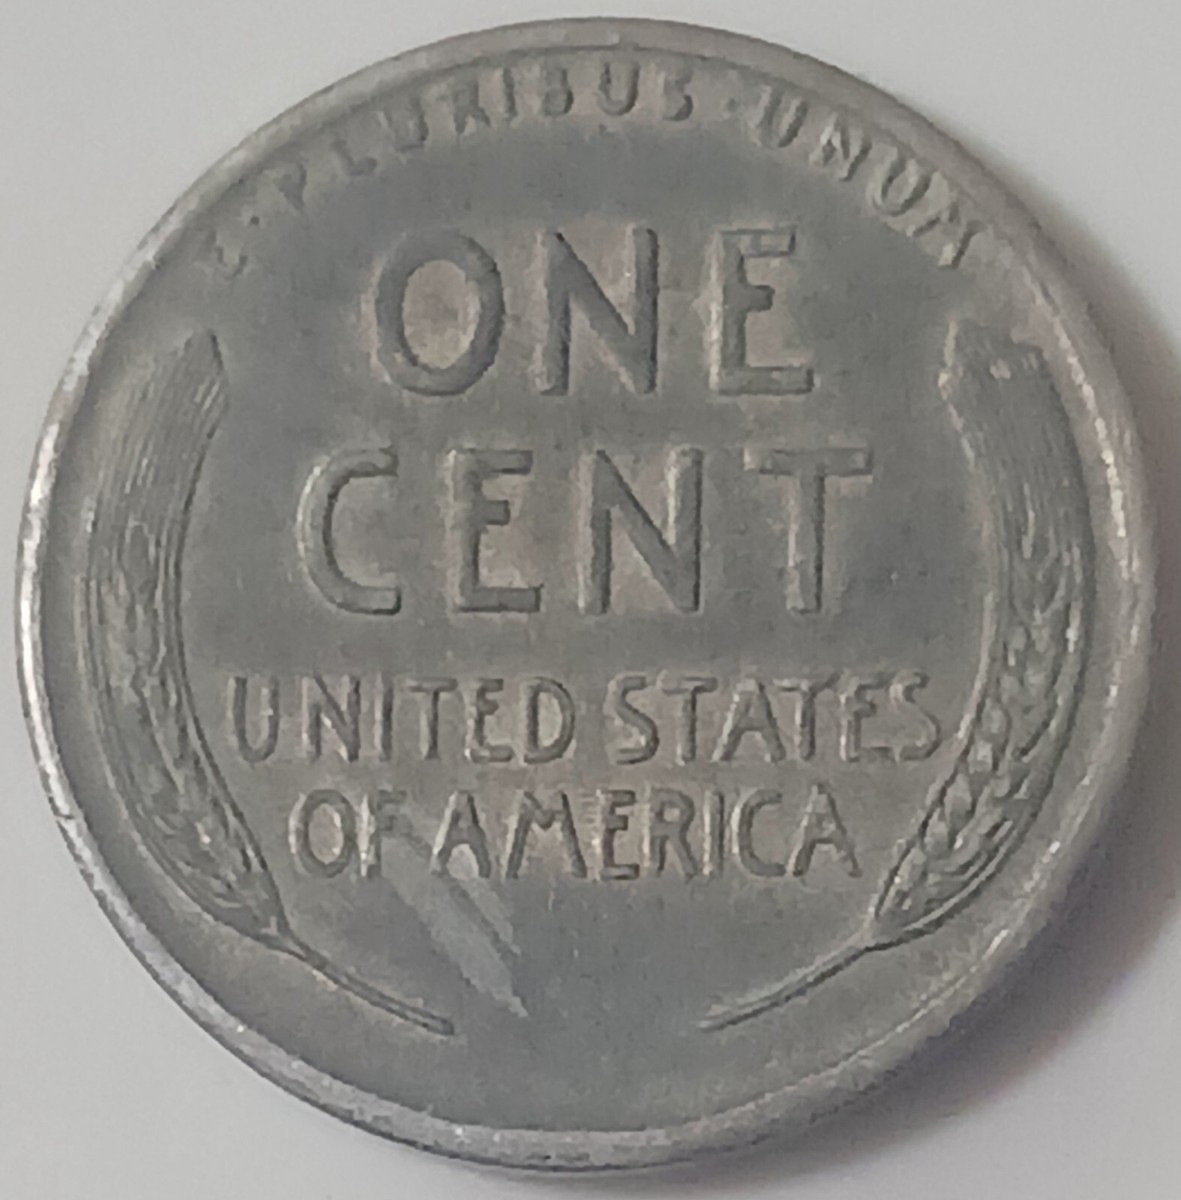 E · PLURIBUS · UNUM
ONE
CENT
UNITED STATES
OF AMERICA